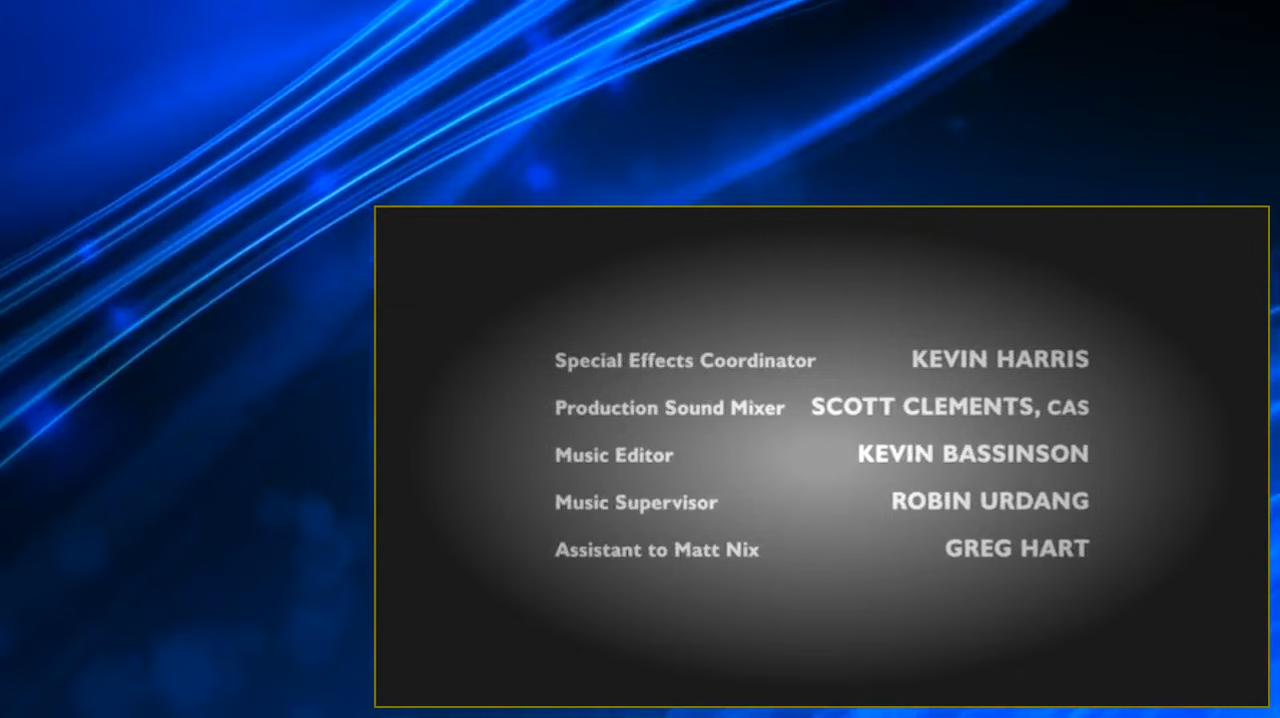 Special Effects Coordinator KEVIN HARRIS
Production Sound Mixer SCOTT CLEMENTS, CAS
Music Editor KEVIN BASSINSON
Music Supervisor ROBIN URDANG
Assistant to Matt Nix GREG HART